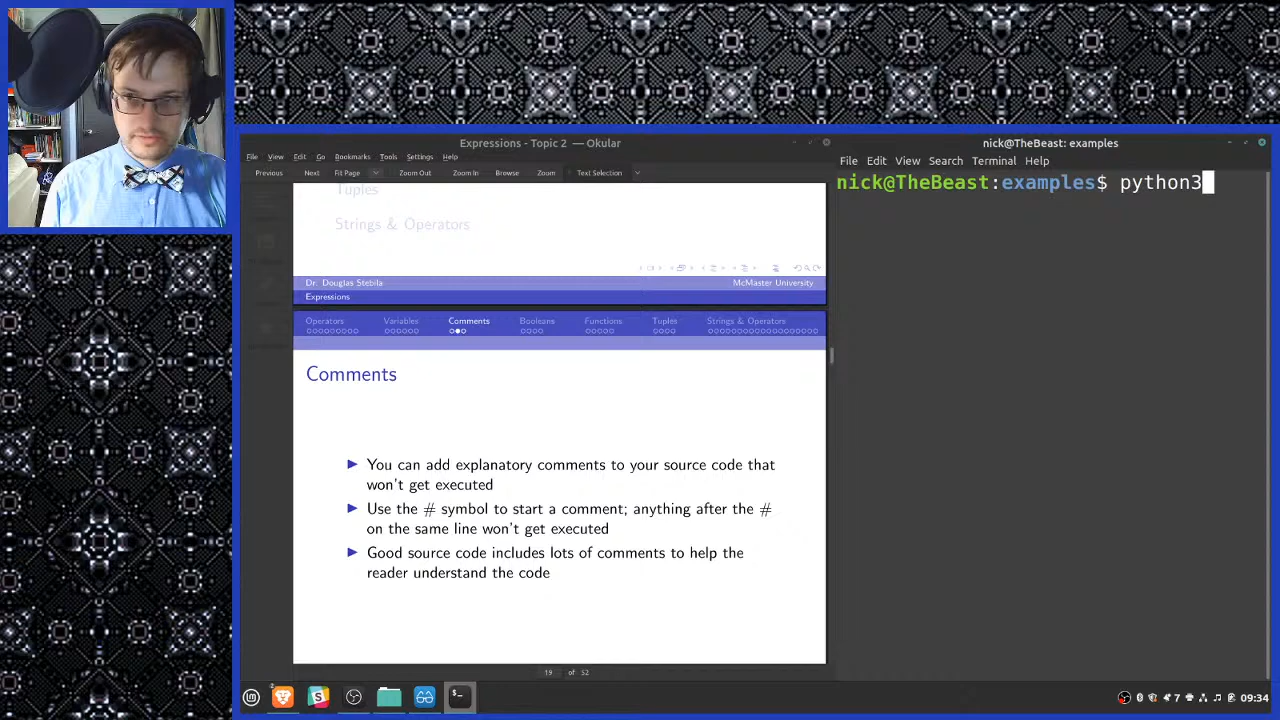 Expressions - Topic 2 — Okular
File Edit View Go Bookmarks Tools Settings Help
Previous Next Fit Page Zoom Out Zoom In Browse Zoom Text Selection
Tuples
Strings & Operators
Dr. Douglas Stebila McMaster University
Expressions
Operators Variables Comments Booleans Functions Tuples Strings & Operators
Comments
You can add explanatory comments to your source code that
won't get executed
Use the # symbol to start a comment; anything after the #
on the same line won't get executed
Good source code includes lots of comments to help the
reader understand the code
19 of 52
nick@TheBeast: examples
File Edit View Search Terminal Help
nick@TheBeast:examples$ python3
7 09:34